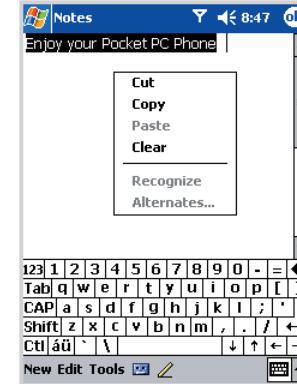 Notes 8:47 ok
Enjoy your Pocket PC Phone
Cut
Copy
Paste
Clear
Recognize
Alternates...
123 1 2 3 4 5 6 7 8 9 0 - =
Tab q w e r t y u i o p [ ]
CAP a s d f g h j k l ; '
Shift z x c v b n m , . / ←
Ctl áü ` \ ↓ ↑ ← →
New Edit Tools